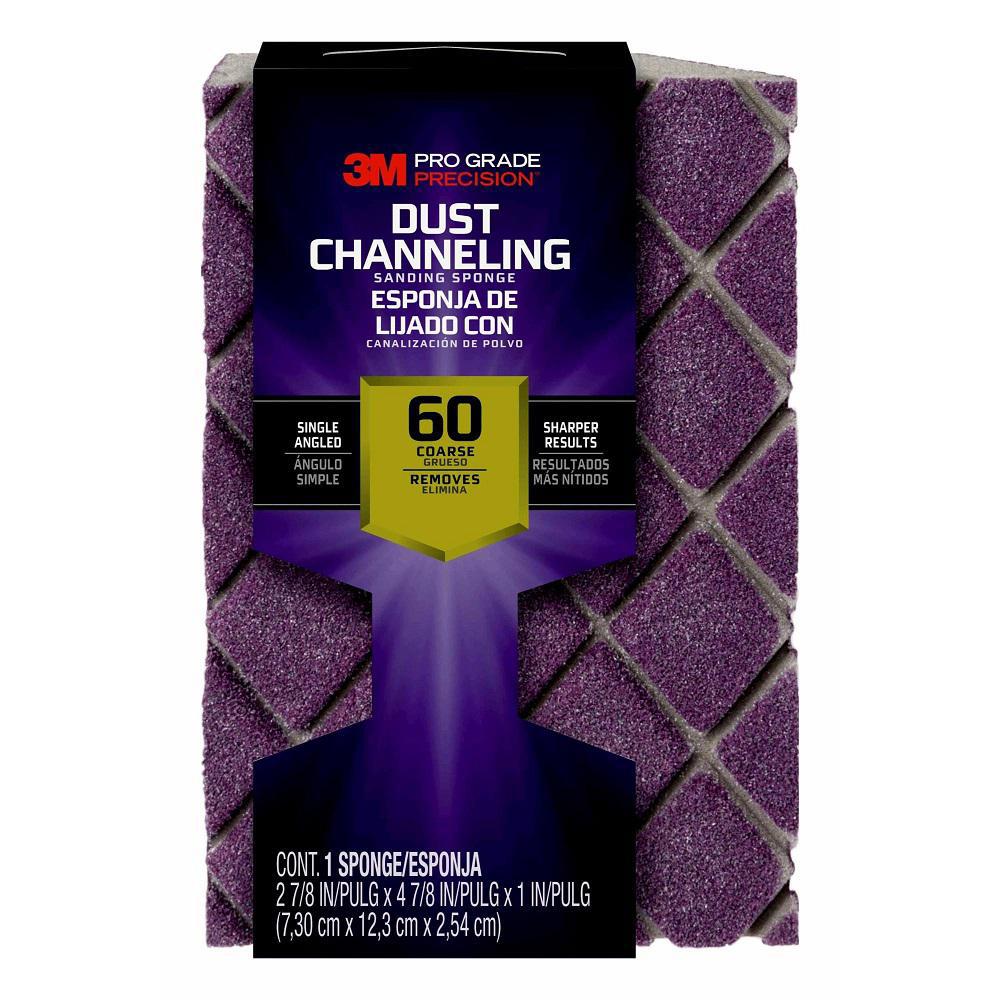 3M PRO GRADE
PRECISION™
DUST
CHANNELING
SANDING SPONGE
ESPONJA DE
LIJADO CON
CANALIZACIÓN DE POLVO
SINGLE
ANGLED
ÁNGULO
SIMPLE
60
COARSE
GRUESO
REMOVES
ELIMINA
SHARPER
RESULTS
RESULTADOS
MÁS NÍTIDOS
CONT. 1 SPONGE/ESPONJA
2 7/8 IN/PULG x 4 7/8 IN/PULG x 1 IN/PULG
(7,30 cm x 12,3 cm x 2,54 cm)